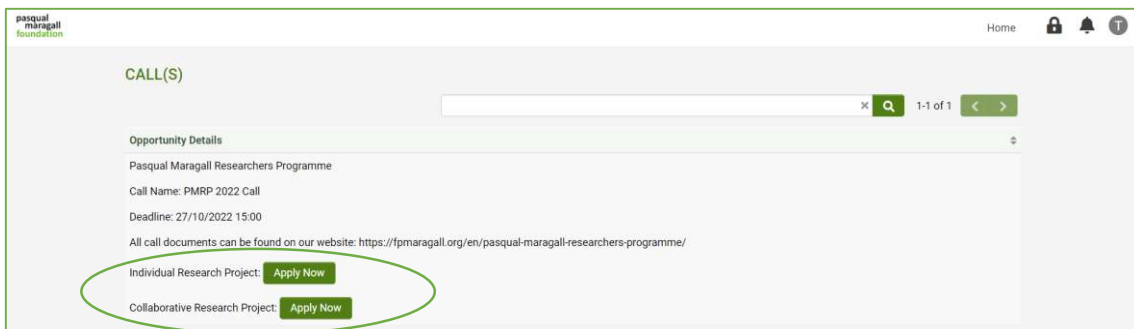 pasqual
maragall
foundation
Home
T
CALL(S)
1-1 of 1
Opportunity Details
Pasqual Maragall Researchers Programme
Call Name: PMRP 2022 Call
Deadline: 27/10/2022 15:00
All call documents can be found on our website: https://fpmaragall.org/en/pasqual-maragall-researchers-programme/
Individual Research Project: Apply Now
Collaborative Research Project: Apply Now